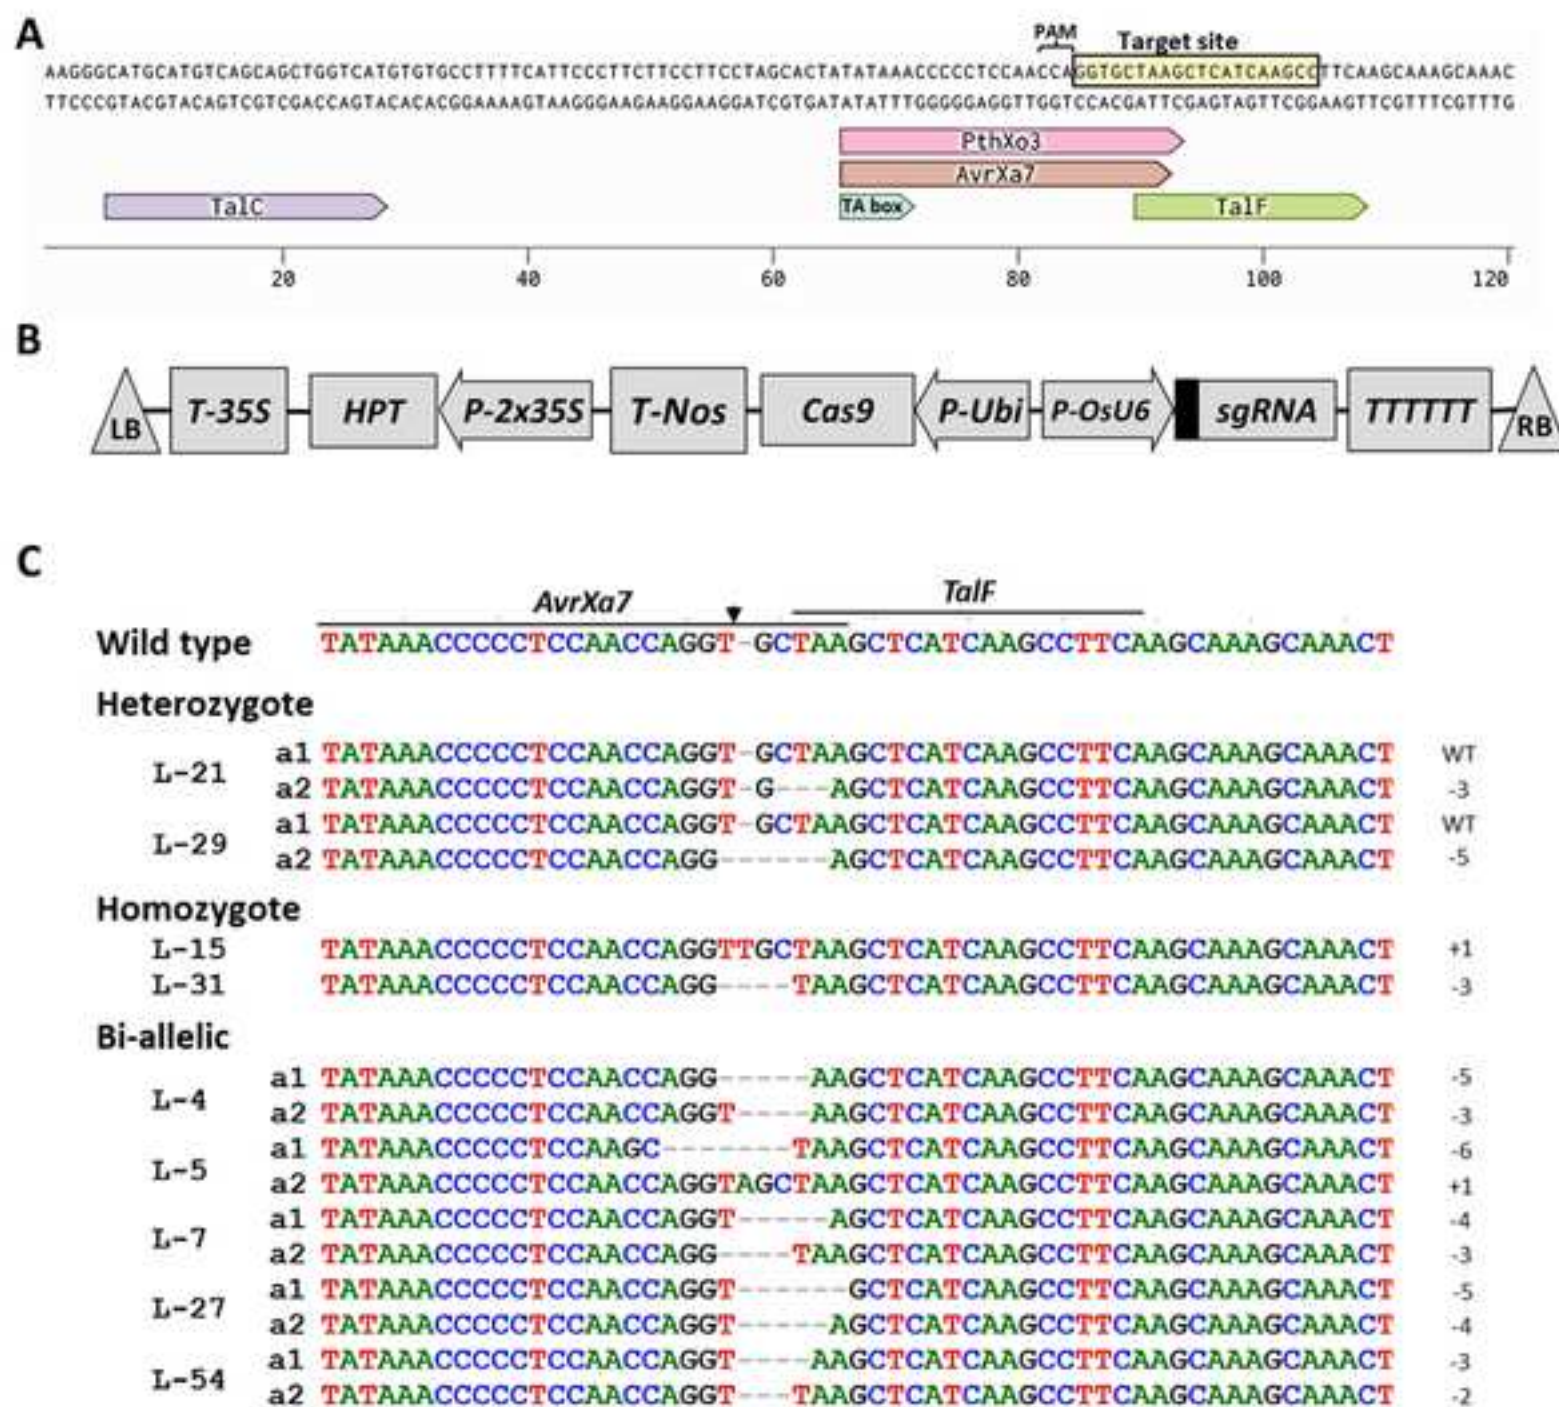 A
PAM Target site
AAGGGCATGCATGTCAGCAGCTGGTCATGTGTGCCTTTTCATTCCCTTCTTCCTTCCTAGCACTATATAAACCCCCTCCAACCAGGTGCTAAGCTCATCAAGCCTTCAAGCAAAGCAAAC
TTCCCGTACGTACAGTCGTCGACCAGTACACACGGAAAAGTAAGGGAAGAAGGAAGGATCGTGATATATTTGGGGGAGGTTGGTCCACGATTCGAGTAGTTCGGAAGTTCGTTTCGTTTG
PthXo3
AvrXa7
TalC TA box TalF
20 40 60 80 100 120
B
LB T-35S HPT P-2x35S T-Nos Cas9 P-Ubi P-OsU6 sgRNA TTTTTT RB
C
AvrXa7 TalF
Wild type TATAAACCCCCTCCAACCAGGT-GCTAAGCTCATCAAGCCTTCAAGCAAAGCAAACT
Heterozygote
L-21 a1 TATAAACCCCCTCCAACCAGGT-GCTAAGCTCATCAAGCCTTCAAGCAAAGCAAACT WT
a2 TATAAACCCCCTCCAACCAGGT-G---AGCTCATCAAGCCTTCAAGCAAAGCAAACT -3
L-29 a1 TATAAACCCCCTCCAACCAGGT-GCTAAGCTCATCAAGCCTTCAAGCAAAGCAAACT WT
a2 TATAAACCCCCTCCAACCAGG------AGCTCATCAAGCCTTCAAGCAAAGCAAACT -5
Homozygote
L-15 TATAAACCCCCTCCAACCAGGTTGCTAAGCTCATCAAGCCTTCAAGCAAAGCAAACT +1
L-31 TATAAACCCCCTCCAACCAGG----TAAGCTCATCAAGCCTTCAAGCAAAGCAAACT -3
Bi-allelic
L-4 a1 TATAAACCCCCTCCAACCAGG-----AAGCTCATCAAGCCTTCAAGCAAAGCAAACT -5
a2 TATAAACCCCCTCCAACCAGGT----AAGCTCATCAAGCCTTCAAGCAAAGCAAACT -3
L-5 a1 TATAAACCCCCTCCAAGC-------TAAGCTCATCAAGCCTTCAAGCAAAGCAAACT -6
a2 TATAAACCCCCTCCAACCAGGTAGCTAAGCTCATCAAGCCTTCAAGCAAAGCAAACT +1
L-7 a1 TATAAACCCCCTCCAACCAGGT-----AGCTCATCAAGCCTTCAAGCAAAGCAAACT -4
a2 TATAAACCCCCTCCAACCAGG----TAAGCTCATCAAGCCTTCAAGCAAAGCAAACT -3
L-27 a1 TATAAACCCCCTCCAACCAGGT------GCTCATCAAGCCTTCAAGCAAAGCAAACT -5
a2 TATAAACCCCCTCCAACCAGGT-----AGCTCATCAAGCCTTCAAGCAAAGCAAACT -4
L-54 a1 TATAAACCCCCTCCAACCAGGT----AAGCTCATCAAGCCTTCAAGCAAAGCAAACT -3
a2 TATAAACCCCCTCCAACCAGGT---TAAGCTCATCAAGCCTTCAAGCAAAGCAAACT -2